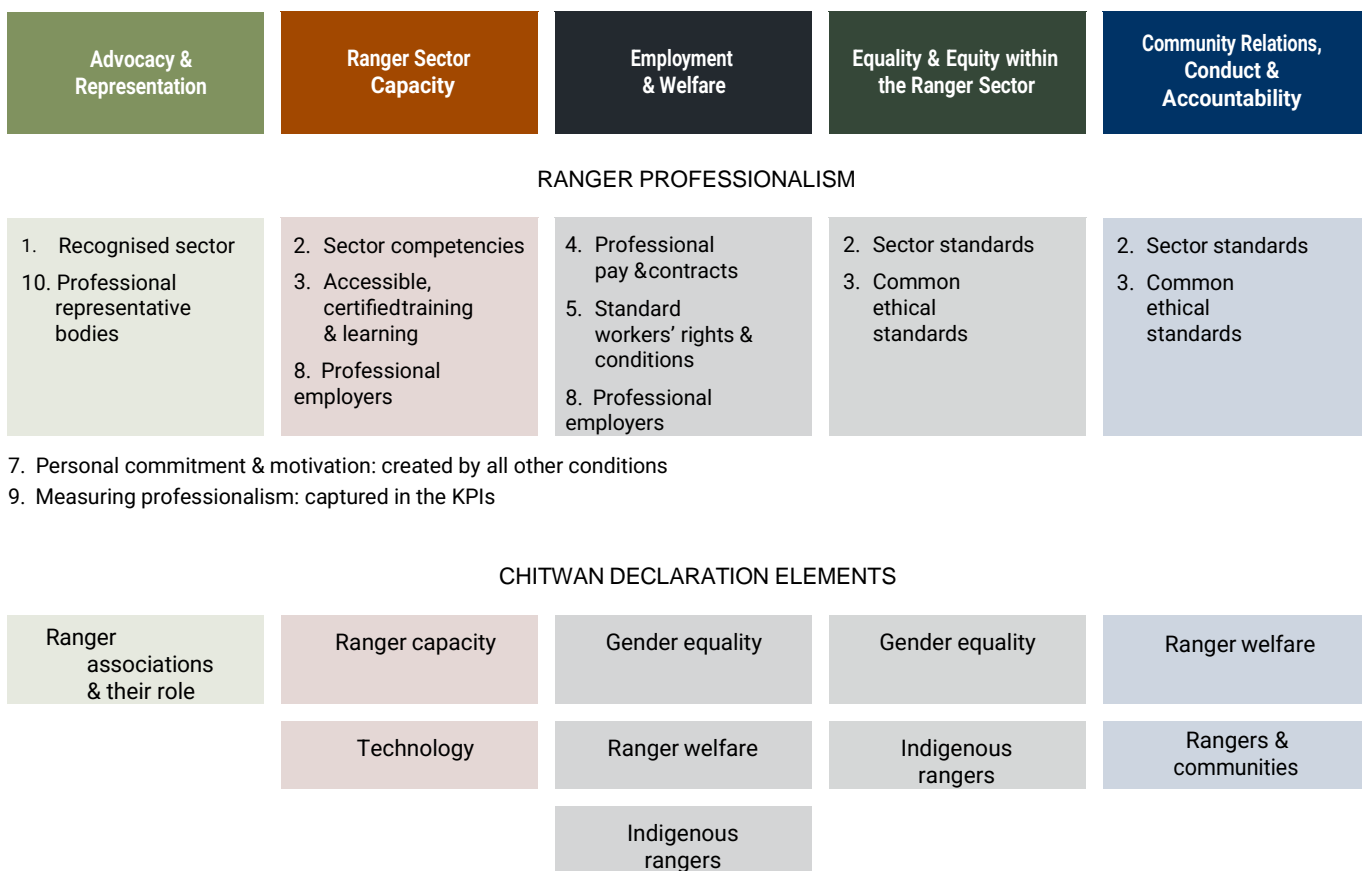 Advocacy &
Representation
Ranger Sector
Capacity
Employment
& Welfare
Equality & Equity within
the Ranger Sector
Community Relations,
Conduct &
Accountability
RANGER PROFESSIONALISM
1. Recognised sector
10. Professional
representative
bodies
2. Sector competencies
3. Accessible,
certifiedtraining
& learning
8. Professional
employers
4. Professional
pay &contracts
5. Standard
workers’ rights &
conditions
8. Professional
employers
2. Sector standards
3. Common
ethical
standards
2. Sector standards
3. Common
ethical
standards
7. Personal commitment & motivation: created by all other conditions
9. Measuring professionalism: captured in the KPIs
CHITWAN DECLARATION ELEMENTS
Ranger
associations
& their role
Ranger capacity
Gender equality
Gender equality
Ranger welfare
Technology
Ranger welfare
Indigenous
rangers
Rangers &
communities
Indigenous
rangers